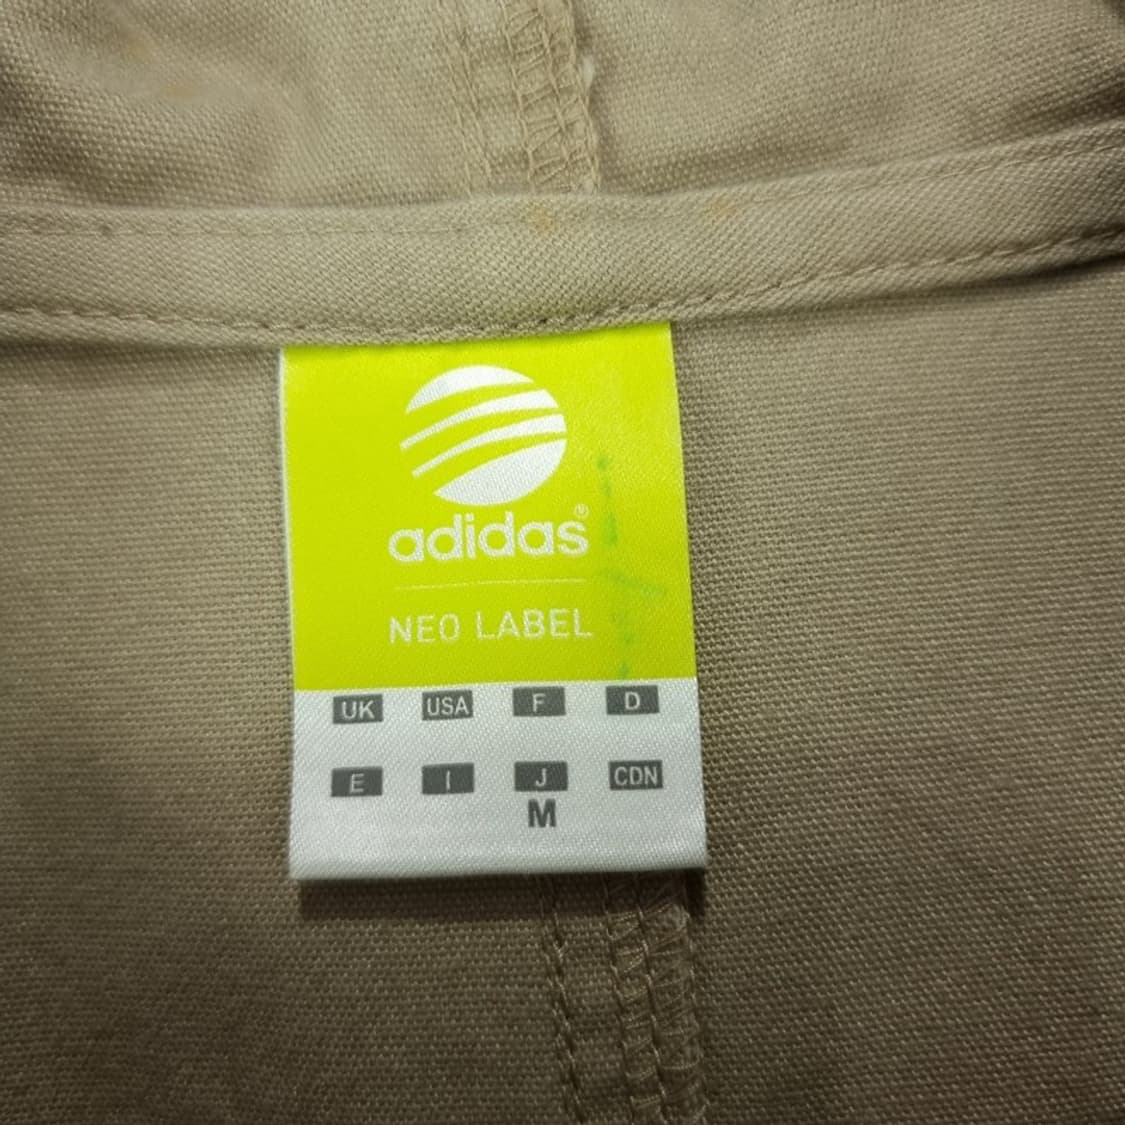 adidas®
NEO LABEL
UK USA F D
E I J CDN
M